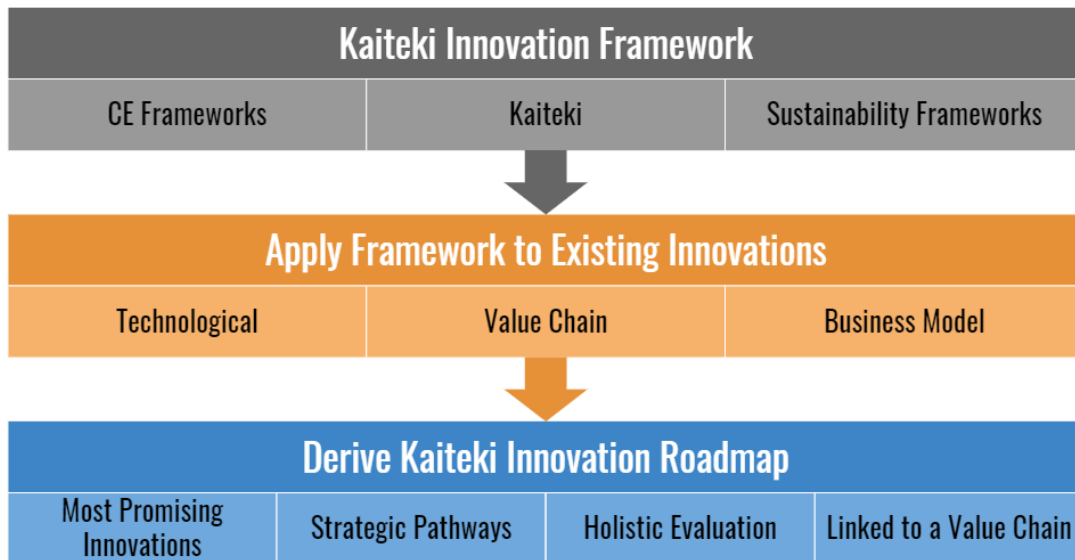 Kaiteki Innovation Framework
CE Frameworks
Kaiteki
Sustainability Frameworks
Apply Framework to Existing Innovations
Technological
Value Chain
Business Model
Derive Kaiteki Innovation Roadmap
Most Promising
Innovations
Strategic Pathways
Holistic Evaluation
Linked to a Value Chain